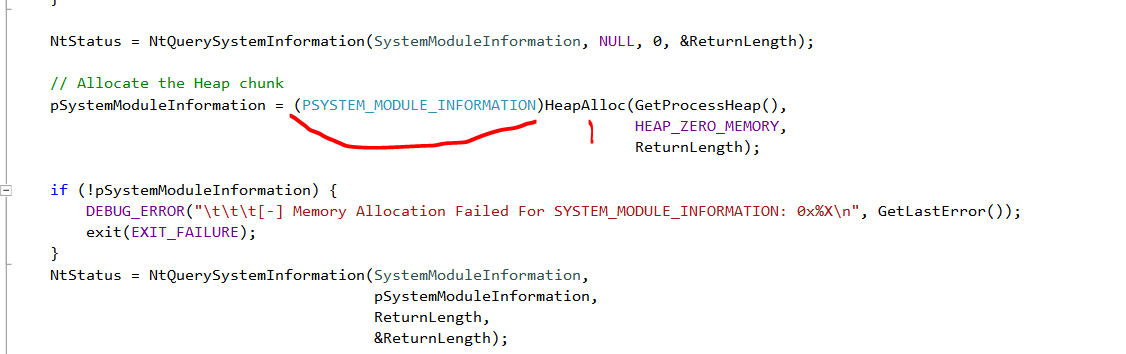 }
NtStatus = NtQuerySystemInformation(SystemModuleInformation, NULL, 0, &ReturnLength);
// Allocate the Heap chunk
pSystemModuleInformation = (PSYSTEM_MODULE_INFORMATION)HeapAlloc(GetProcessHeap(),
HEAP_ZERO_MEMORY,
ReturnLength);
if (!pSystemModuleInformation) {
DEBUG_ERROR("\t\t\t[-] Memory Allocation Failed For SYSTEM_MODULE_INFORMATION: 0x%X\n", GetLastError());
exit(EXIT_FAILURE);
}
NtStatus = NtQuerySystemInformation(SystemModuleInformation,
pSystemModuleInformation,
ReturnLength,
&ReturnLength);